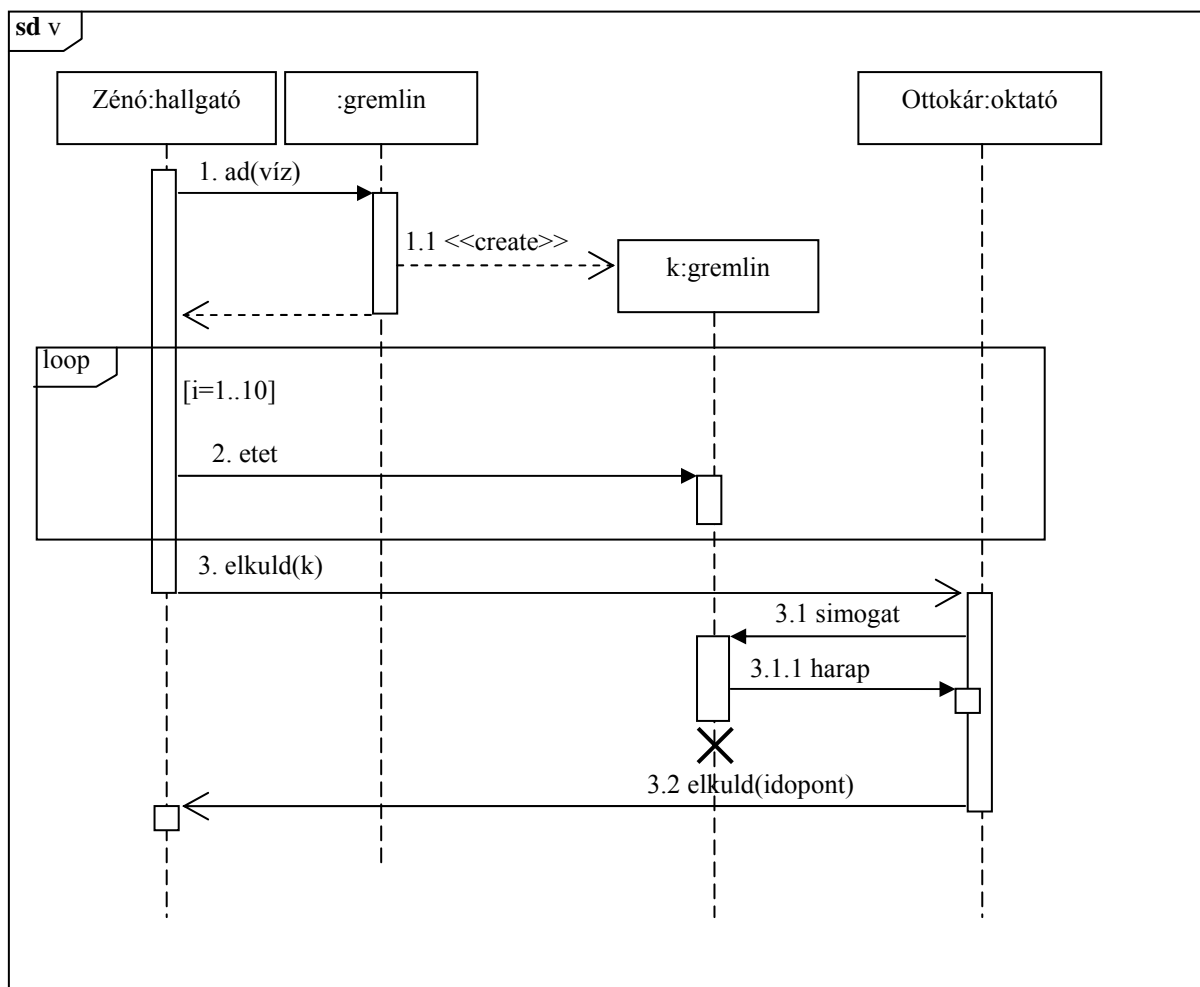 sd v
Zénó:hallgató
:gremlin
Ottokár:oktató
1. ad(víz)
1.1 <<create>>
k:gremlin
loop
[i=1..10]
2. etet
3. elkuld(k)
3.1 simogat
3.1.1 harap
3.2 elkuld(idopont)